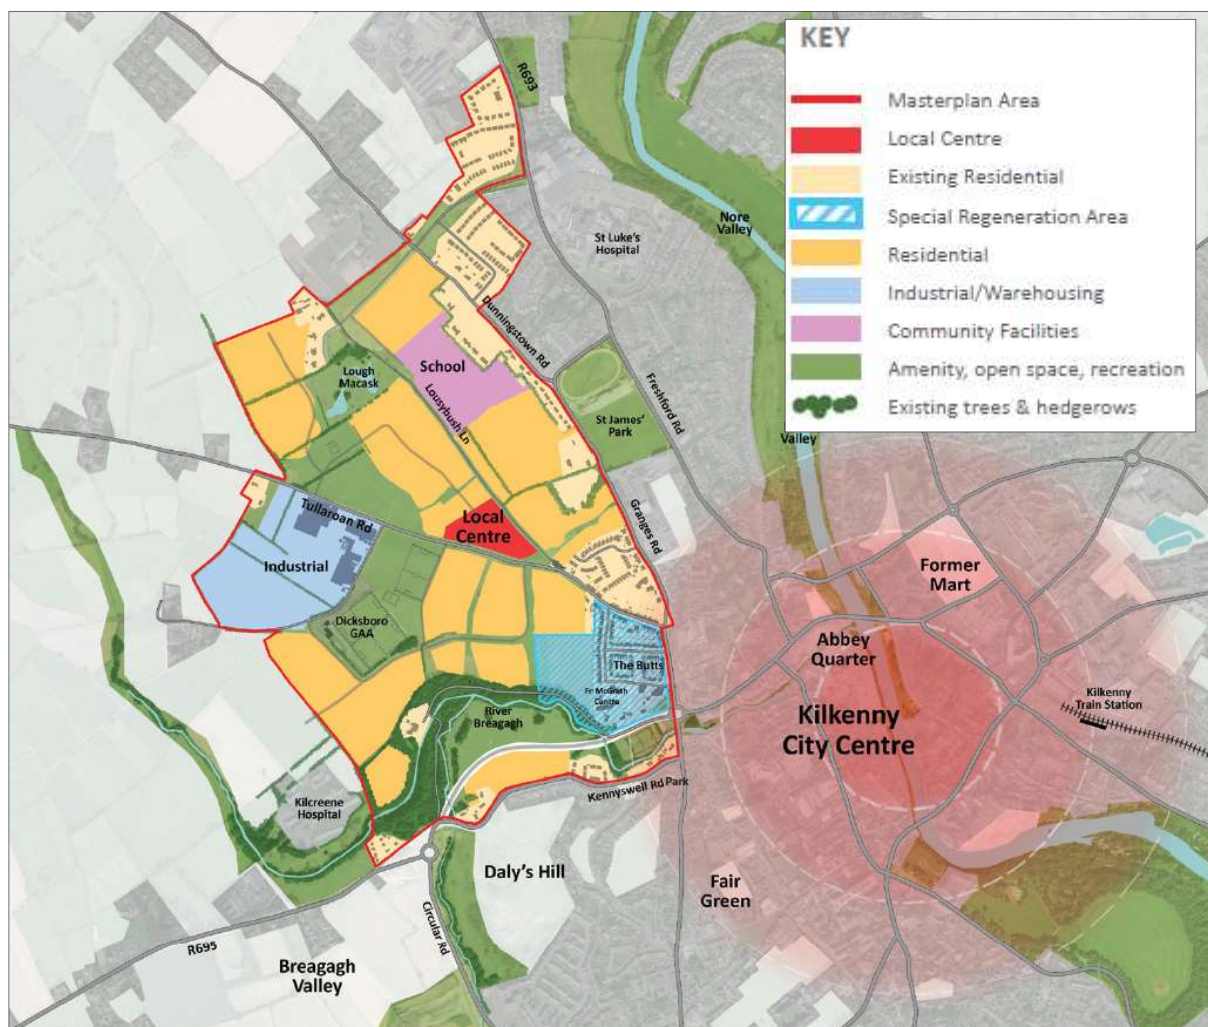 KEY
Masterplan Area
Local Centre
Existing Residential
Special Regeneration Area
Residential
Industrial/Warehousing
Community Facilities
Amenity, open space, recreation
Existing trees & hedgerows
R693
Nore
Valley
St Luke's
Hospital
Dunningstown Rd
School
Lough
Macask
Lousybush Ln
Freshford Rd
St James'
Park
Valley
Tullaroan Rd
Local
Centre
Granges Rd
Industrial
Former
Mart
Dicksboro
GAA
Abbey
Quarter
The Butts
Fr McGrath
Centre
Kilkenny
Train Station
River
Breagagh
Kilkenny
City Centre
Kennyswell Rd Park
Kilcreene
Hospital
Daly's Hill
Fair
Green
Circular Rd
R695
Breagagh
Valley